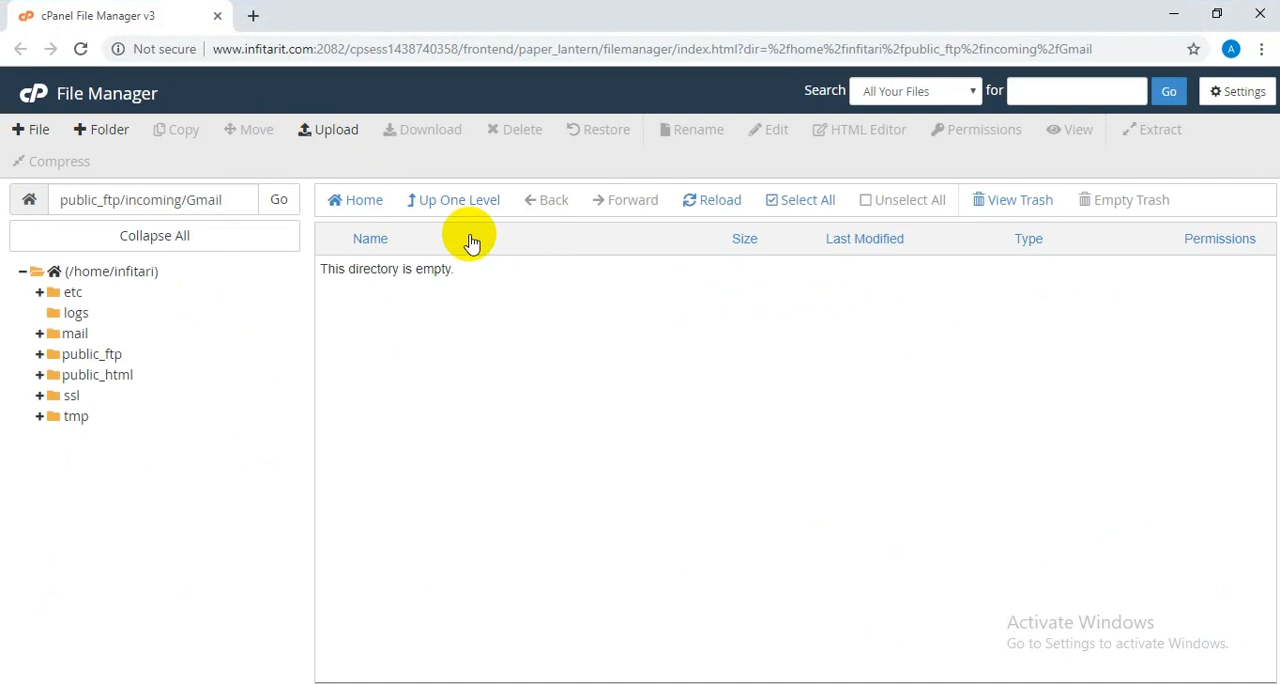 cPanel File Manager v3
Not secure www.infitarit.com:2082/cpsess1438740358/frontend/paper_lantern/filemanager/index.html?dir=%2fhome%2finfitari%2fpublic_ftp%2fincoming%2fGmail A
cP File Manager Search All Your Files for Go Settings
File Folder Copy Move Upload Download Delete Restore Rename Edit HTML Editor Permissions View Extract
Compress
public_ftp/incoming/Gmail Go Home Up One Level Back Forward Reload Select All Unselect All View Trash Empty Trash
Collapse All Name Size Last Modified Type Permissions
This directory is empty.
(/home/infitari)
etc
logs
mail
public_ftp
public_html
ssl
tmp
Activate Windows
Go to Settings to activate Windows.